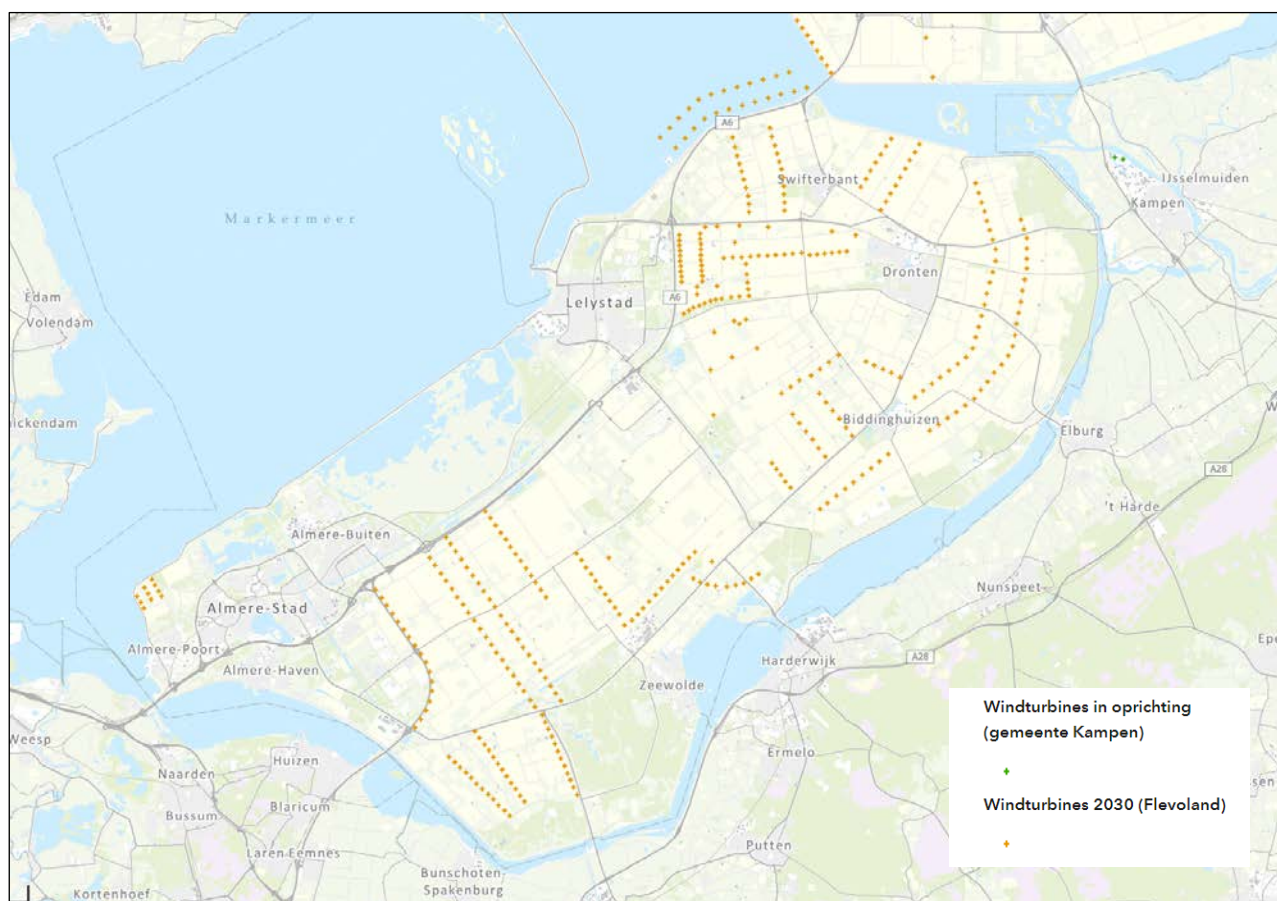 A6
Swifterbant
IJsselmuiden
Kampen
Markermeer
Dronten
Edam
Volendam
Lelystad
A6
Biddinghuizen
Elburg
A28
't Harde
Almere-Buiten
Nunspeet
Almere-Stad
Almere-Poort
Almere-Haven
Harderwijk
A28
Zeewolde
Weesp
Huizen
Ermelo
Naarden
Blaricum
Bussum
Laren Eemnes
Putten
Bunschoten-
Spakenburg
Kortenhoef
Windturbines in oprichting
(gemeente Kampen)
Windturbines 2030 (Flevoland)